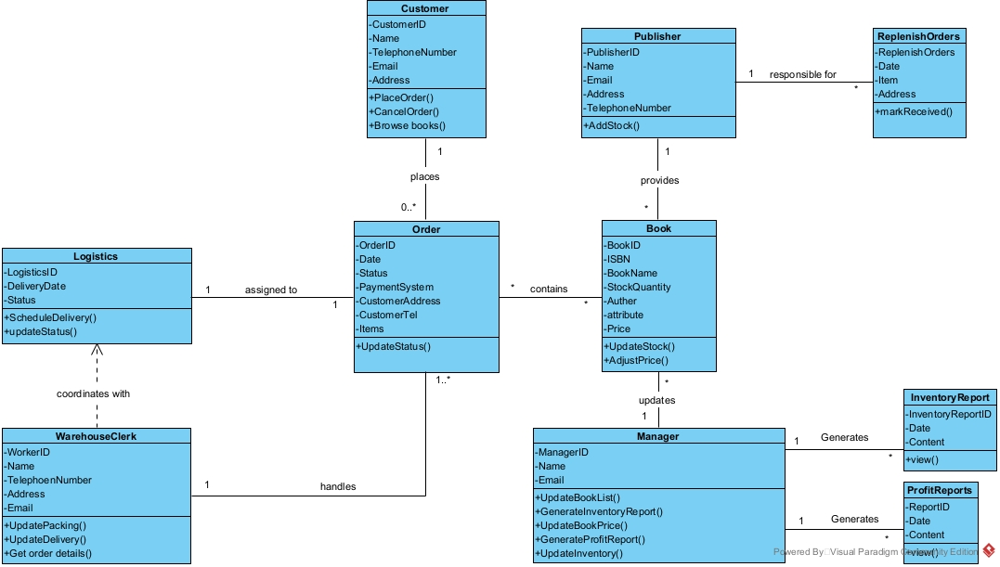 Customer
-CustomerID
-Name
-TelephoneNumber
-Email
-Address
+PlaceOrder()
+CancelOrder()
+Browse books()
Publisher
-PublisherID
-Name
-Email
-Address
-TelephoneNumber
+AddStock()
1 responsible for *
ReplenishOrders
-ReplenishOrders
-Date
-Item
-Address
+markReceived()
1
places
0..*
1
provides
*
Logistics
-LogisticsID
-DeliveryDate
-Status
+ScheduleDelivery()
+updateStatus()
1 assigned to 1
Order
-OrderID
-Date
-Status
-PaymentSystem
-CustomerAddress
-CustomerTel
-Items
+UpdateStatus()
* contains *
Book
-BookID
-ISBN
-BookName
-StockQuantity
-Auther
-attribute
-Price
+UpdateStock()
+AdjustPrice()
coordinates with
1..*
*
updates
1
WarehouseClerk
-WorkerID
-Name
-TelephoenNumber
-Address
-Email
+UpdatePacking()
+UpdateDelivery()
+Get order details()
1 handles
Manager
-ManagerID
-Name
-Email
+UpdateBookList()
+GenerateInventoryReport()
+UpdateBookPrice()
+GenerateProfitReport()
+UpdateInventory()
1 Generates *
InventoryReport
-InventoryReportID
-Date
-Content
+view()
1 Generates *
ProfitReports
-ReportID
-Date
-Content
+view()
Powered By Visual Paradigm Community Edition